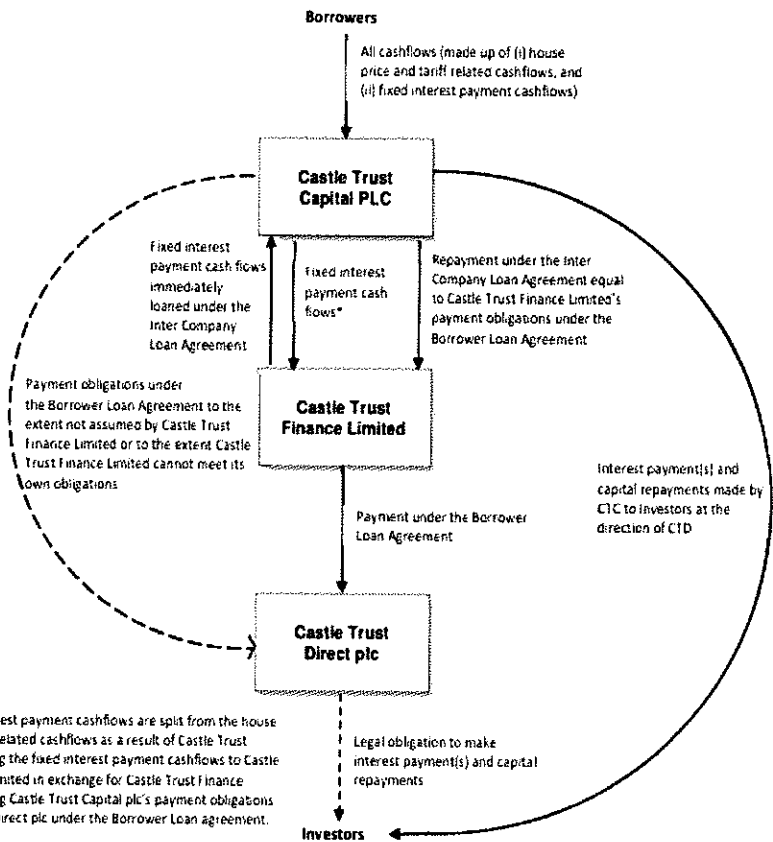 Borrowers
All cashflows (made up of (i) house
price and tariff related cashflows, and
(ii) fixed interest payment cashflows)
Castle Trust
Capital PLC
Fixed interest
payment cash flows
immediately
loaned under the
Inter Company
Loan Agreement
Fixed interest
payment cash
flows*
Repayment under the Inter
Company Loan Agreement equal
to Castle Trust Finance Limited's
payment obligations under the
Borrower Loan Agreement
Payment obligations under
the Borrower Loan Agreement to the
extent not assumed by Castle Trust
Finance Limited or to the extent Castle
Trust Finance Limited cannot meet its
own obligations
Castle Trust
Finance Limited
Interest payment(s) and
capital repayments made by
CTC to Investors at the
direction of CTD
Payment under the Borrower
Loan Agreement
Castle Trust
Direct plc
est payment cashflows are split from the house
elated cashflows as a result of Castle Trust
g the fixed interest payment cashflows to Castle
nited in exchange for Castle Trust Finance
g Castle Trust Capital plc's payment obligations
irect plc under the Borrower Loan agreement.
Legal obligation to make
interest payment(s) and capital
repayments
Investors